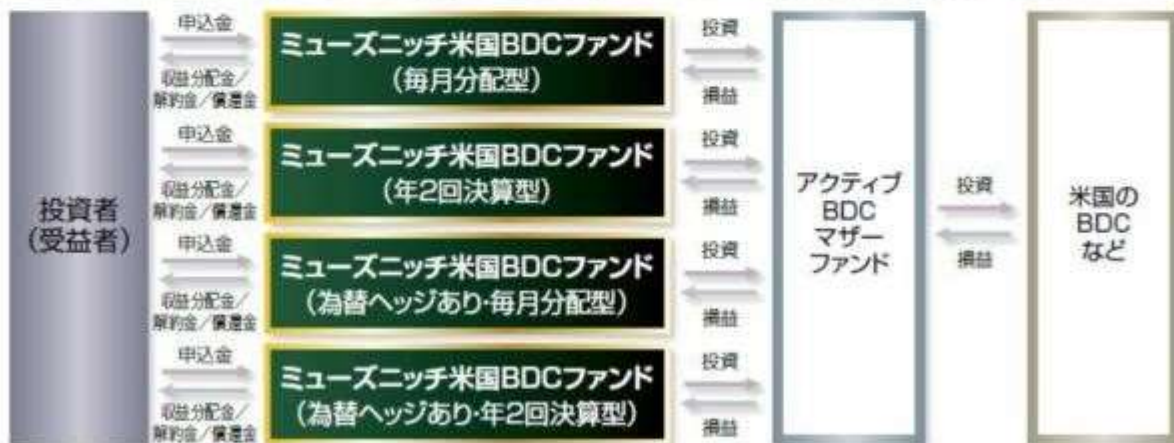 投資者
（受益者）
申込金
収益分配金／
解約金／償還金
ミューズニッチ米国BDCファンド
（毎月分配型）
投資
損益
申込金
収益分配金／
解約金／償還金
ミューズニッチ米国BDCファンド
（年2回決算型）
投資
損益
申込金
収益分配金／
解約金／償還金
ミューズニッチ米国BDCファンド
（為替ヘッジあり・毎月分配型）
投資
損益
申込金
収益分配金／
解約金／償還金
ミューズニッチ米国BDCファンド
（為替ヘッジあり・年2回決算型）
投資
損益
アクティブ
BDC
マザー
ファンド
投資
損益
米国の
BDC
など